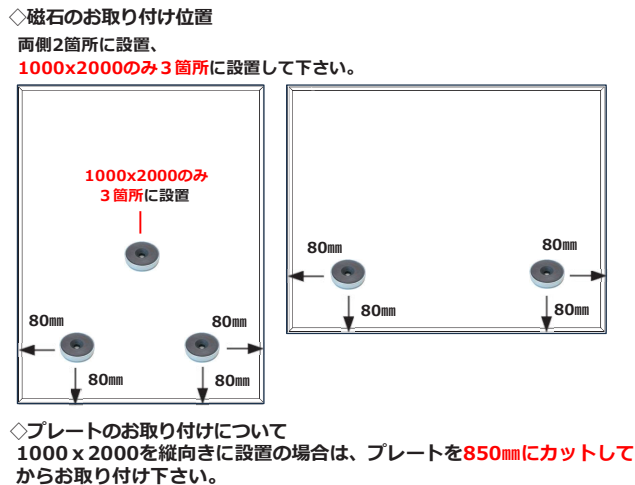 ◇磁石のお取り付け位置
両側2箇所に設置、
1000x2000のみ３箇所に設置して下さい。
1000x2000のみ
３箇所に設置
80㎜
80㎜
80㎜
80㎜
80㎜
80㎜
80㎜
80㎜
◇プレートのお取り付けについて
1000ｘ2000を縦向きに設置の場合は、プレートを850㎜にカットして
からお取り付け下さい。